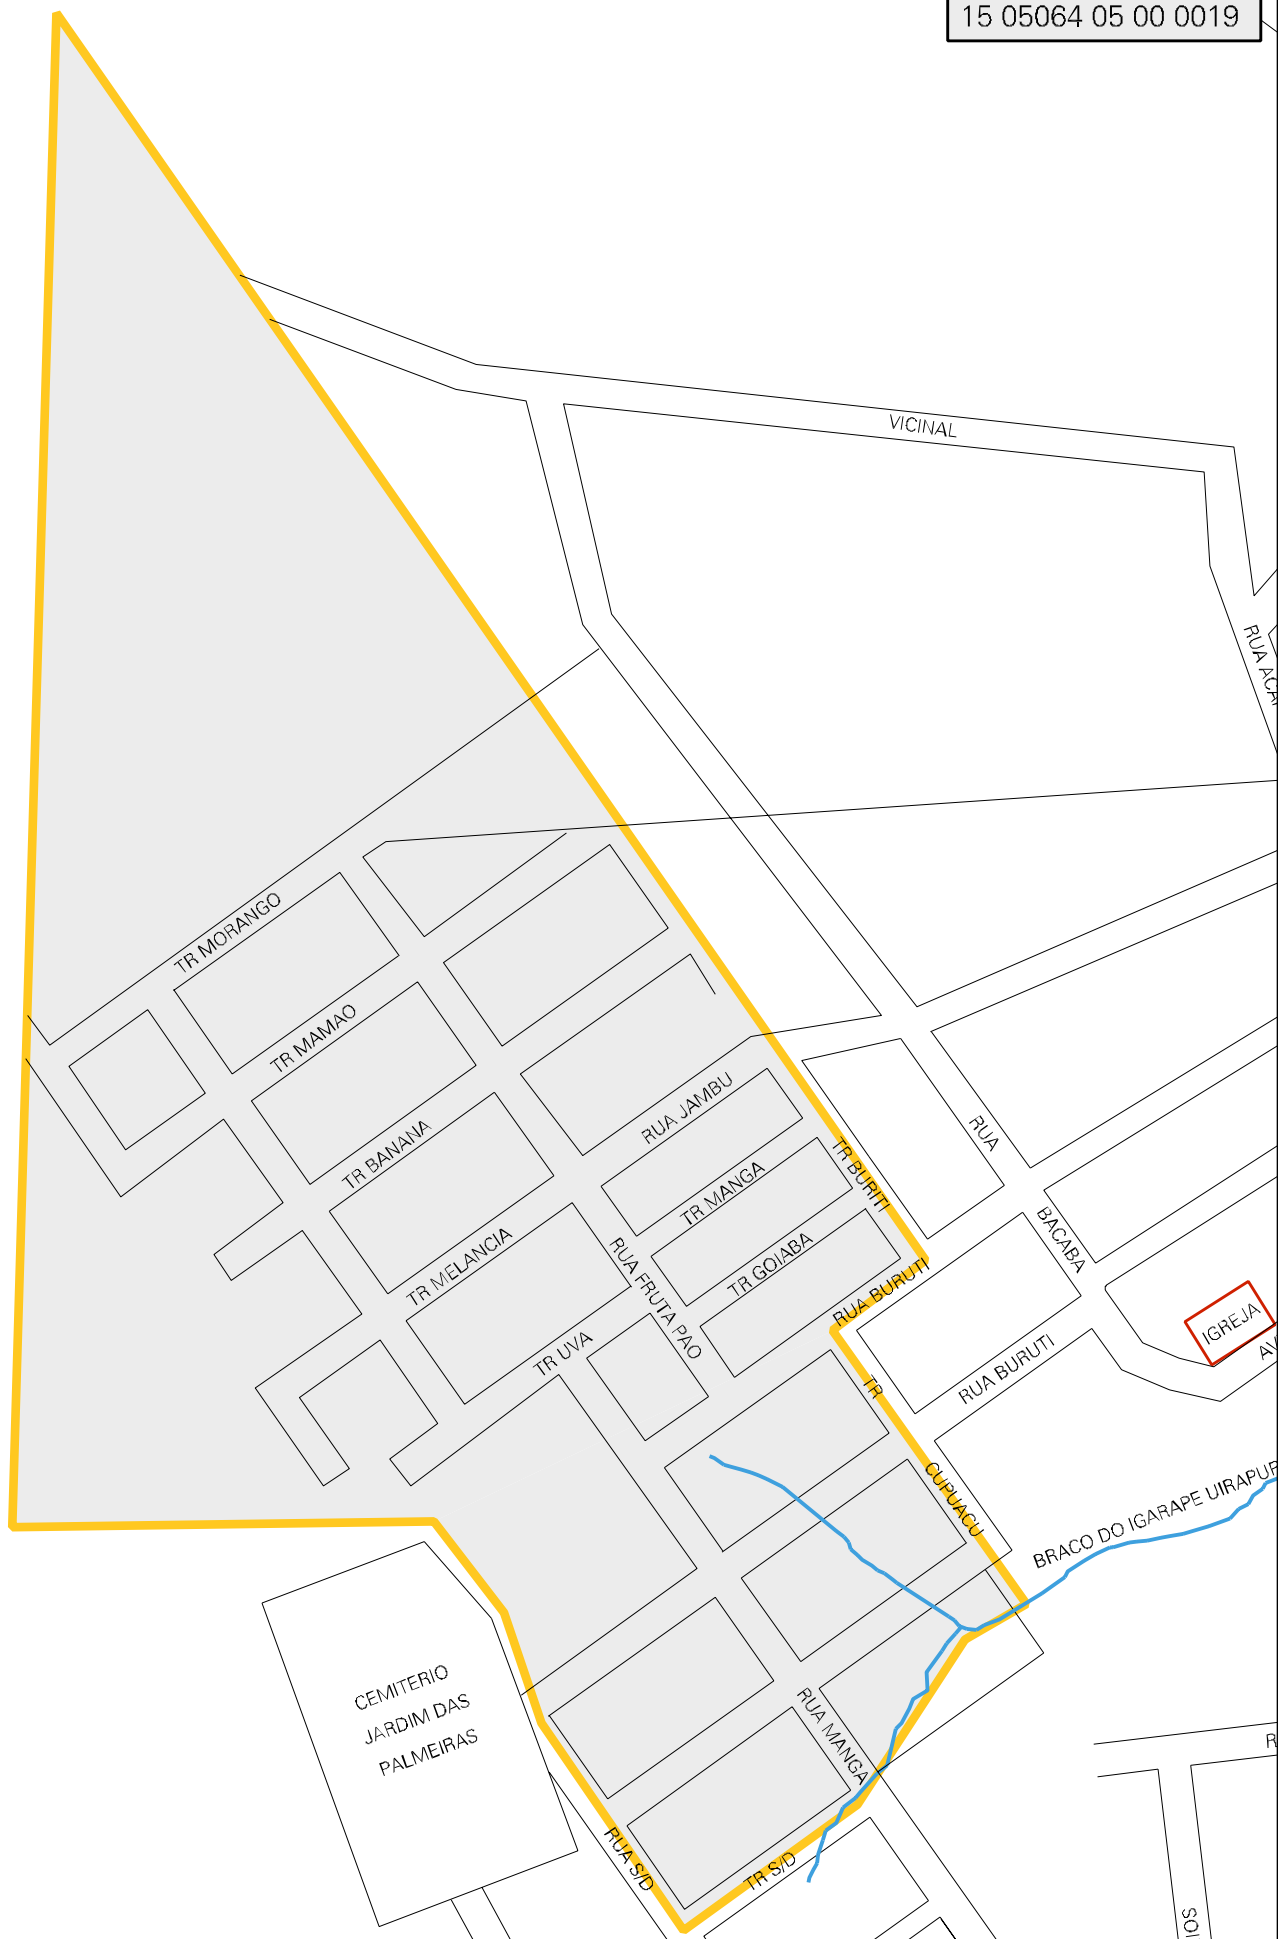 15 05064 05 00 0019
VICINAL
TR MORANGO
TR MAMAO
TR BANANA
RUA JAMBU
TR MANGA
TR BURITI
RUA
TR MELANCIA
RUA FRUTA PAO
TR GOIABA
BACABA
RUA BURUTI
TR UVA
IGREJA
RUA BURUTI
TR
CUPUACU
BRACO DO IGARAPE
CEMITERIO
JARDIM DAS
PALMEIRAS
RUA MANGA
RUA S/D
TR S/D